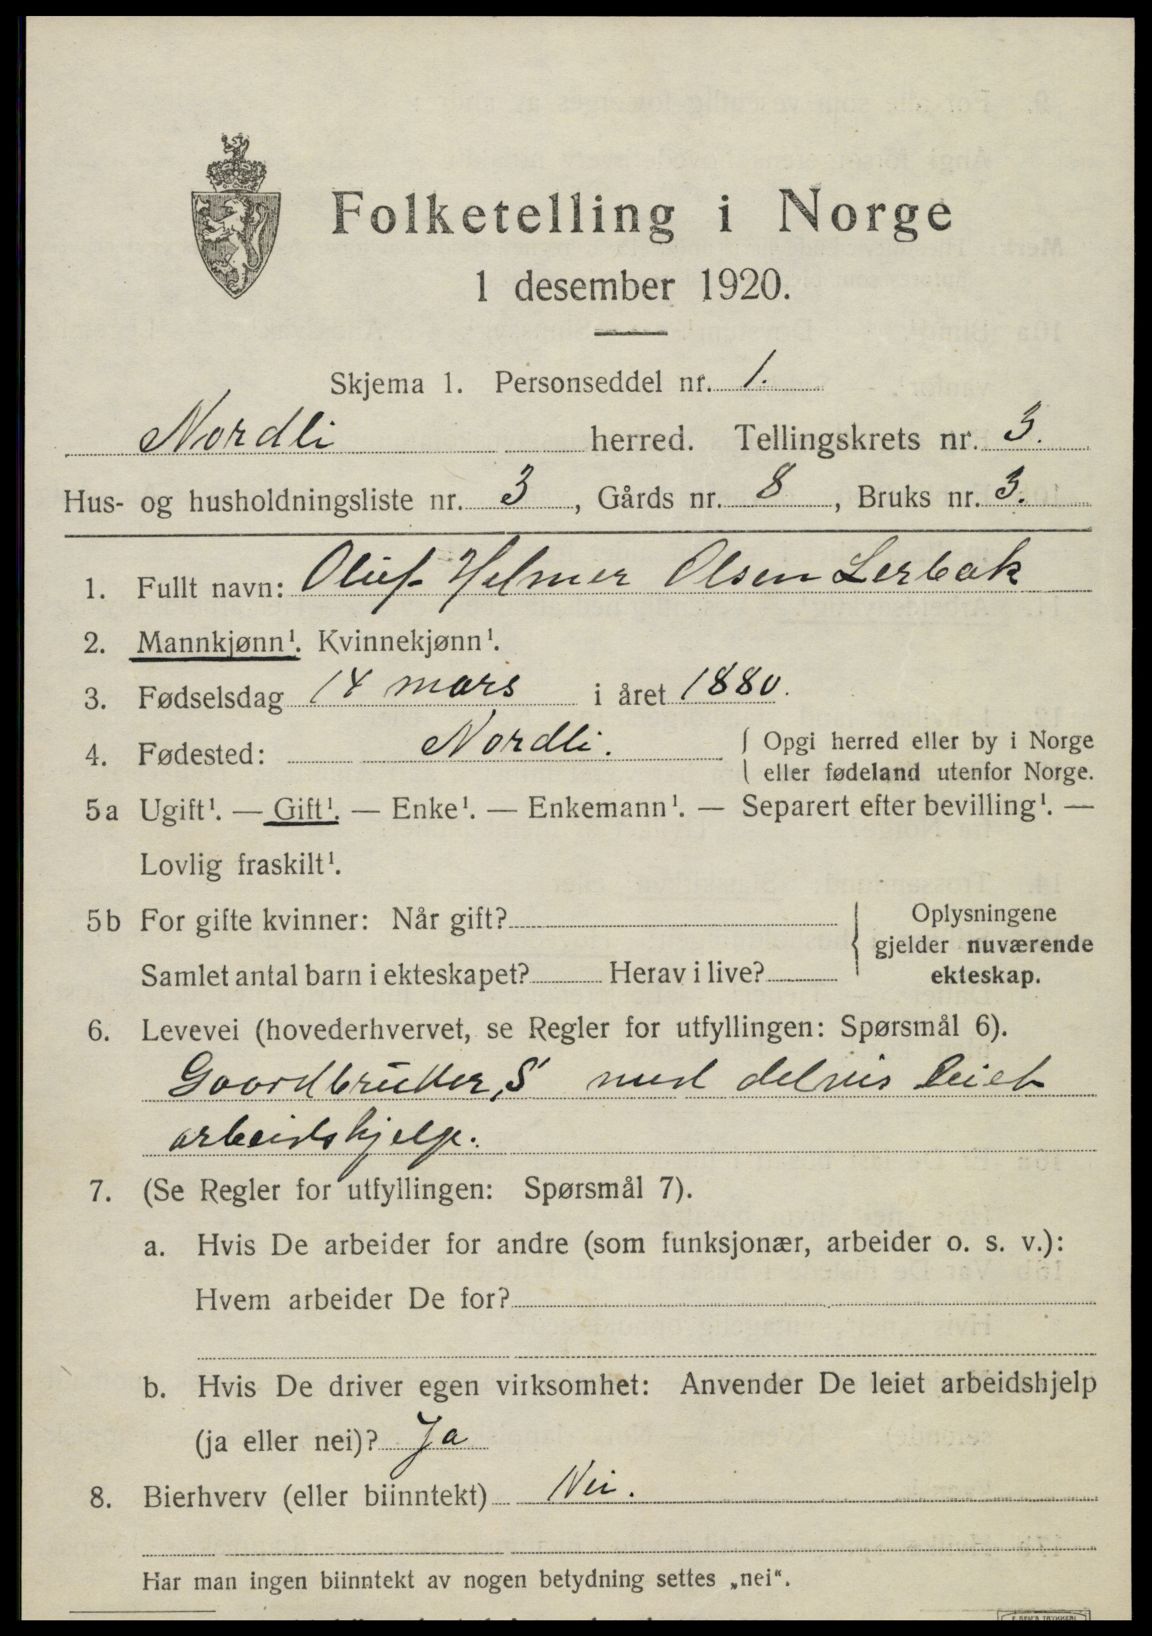 Folketelling i Norge
1 desember 1920.
Skjema 1. Personseddel nr. 1.
Nordli herred. Tellingskrets nr. 3.
Hus- og husholdningsliste nr. 3, Gårds nr. 8, Bruks nr. 3.
1. Fullt navn: Oluf Helmer Olsen Lerbak
2. Mannkjønn¹. Kvinnekjønn¹.
3. Fødselsdag 14 mars i året 1880.
4. Fødested: Nordli. { Opgi herred eller by i Norge
eller fødeland utenfor Norge.
5a Ugift¹. — Gift¹. — Enke¹. — Enkemann¹. — Separert efter bevilling¹. —
Lovlig fraskilt¹.
5b For gifte kvinner: Når gift?
Samlet antal barn i ekteskapet? Herav i live?
{ Oplysningene
gjelder nuværende
ekteskap.
6. Levevei (hovederhvervet, se Regler for utfyllingen: Spørsmål 6).
Gaardbruker, S med delvis leiet
arbeidshjelp.
7. (Se Regler for utfyllingen: Spørsmål 7).
a. Hvis De arbeider for andre (som funksjonær, arbeider o. s. v.):
Hvem arbeider De for?
b. Hvis De driver egen virksomhet: Anvender De leiet arbeidshjelp
(ja eller nei)? Ja
8. Bierhverv (eller biinntekt) Nei.
Har man ingen biinntekt av nogen betydning settes „nei“.